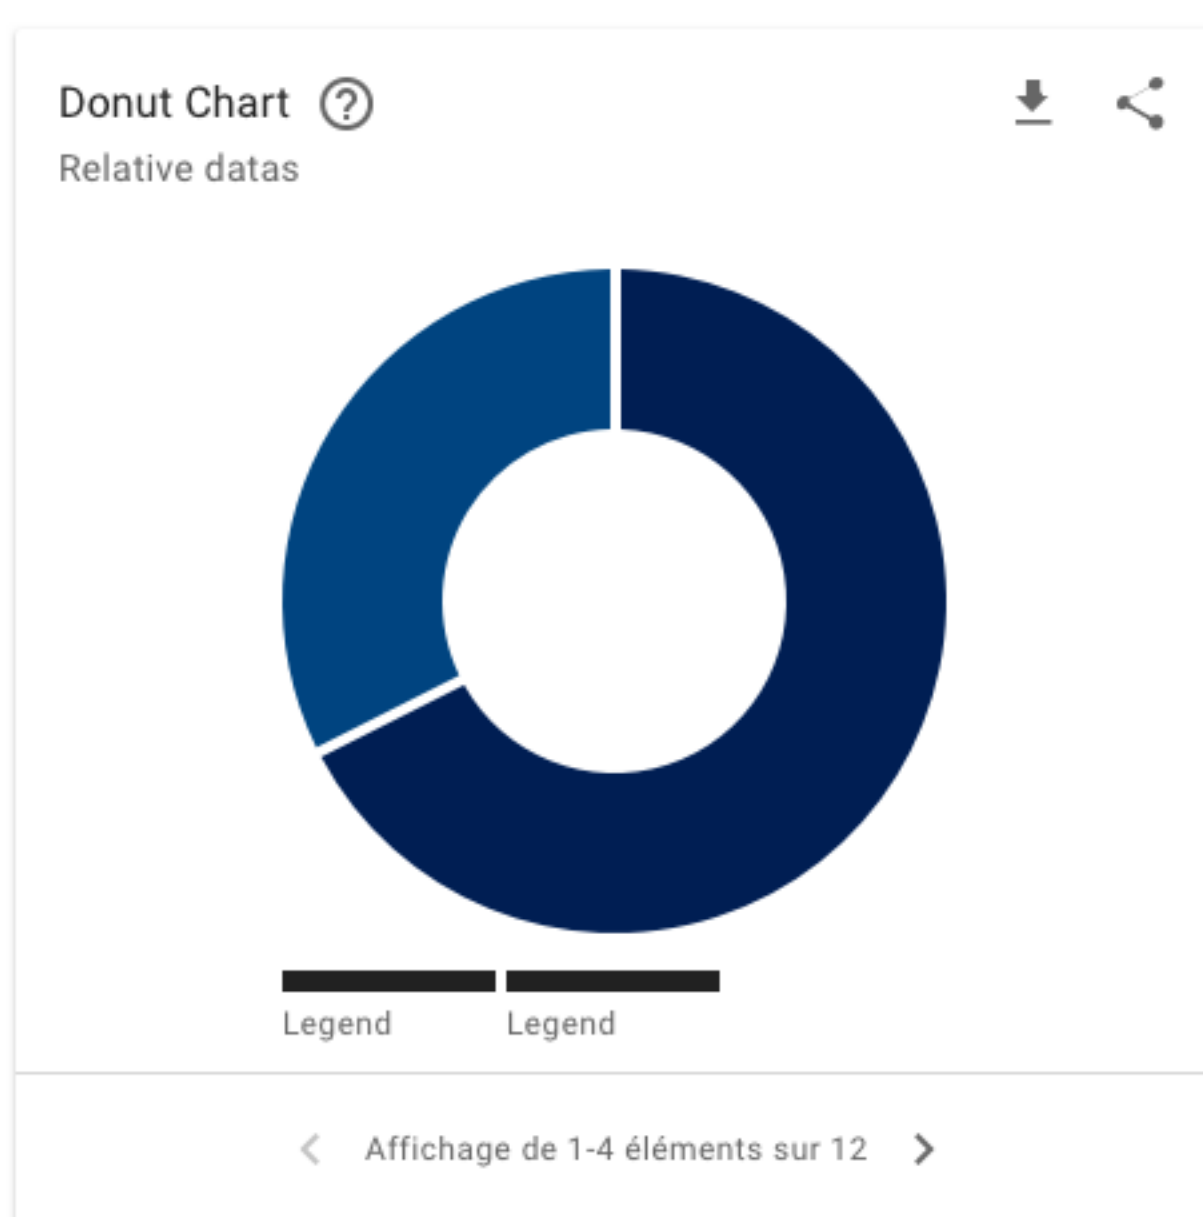 Donut Chart
Relative datas
Legend Legend
Affichage de 1-4 éléments sur 12